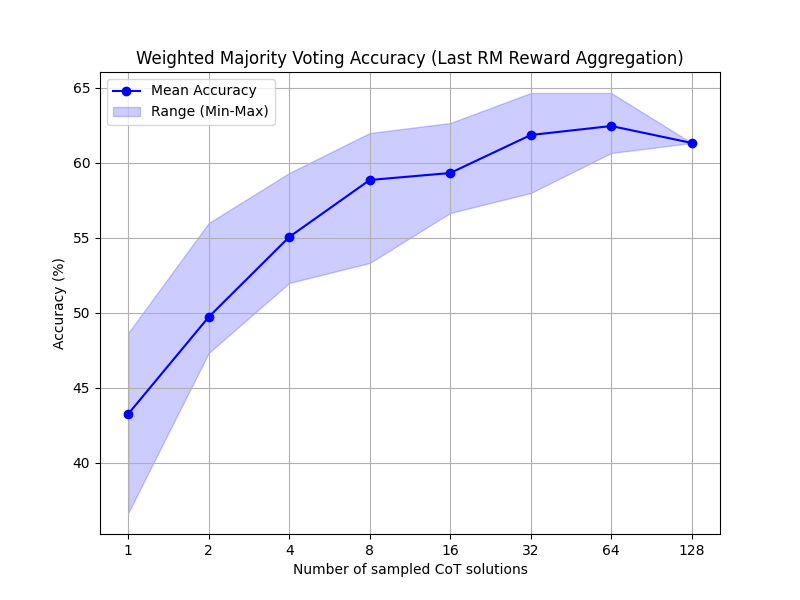 Weighted Majority Voting Accuracy (Last RM Reward Aggregation)
Mean Accuracy
Range (Min-Max)
Accuracy (%)
65
60
55
50
45
40
1 2 4 8 16 32 64 128
Number of sampled CoT solutions